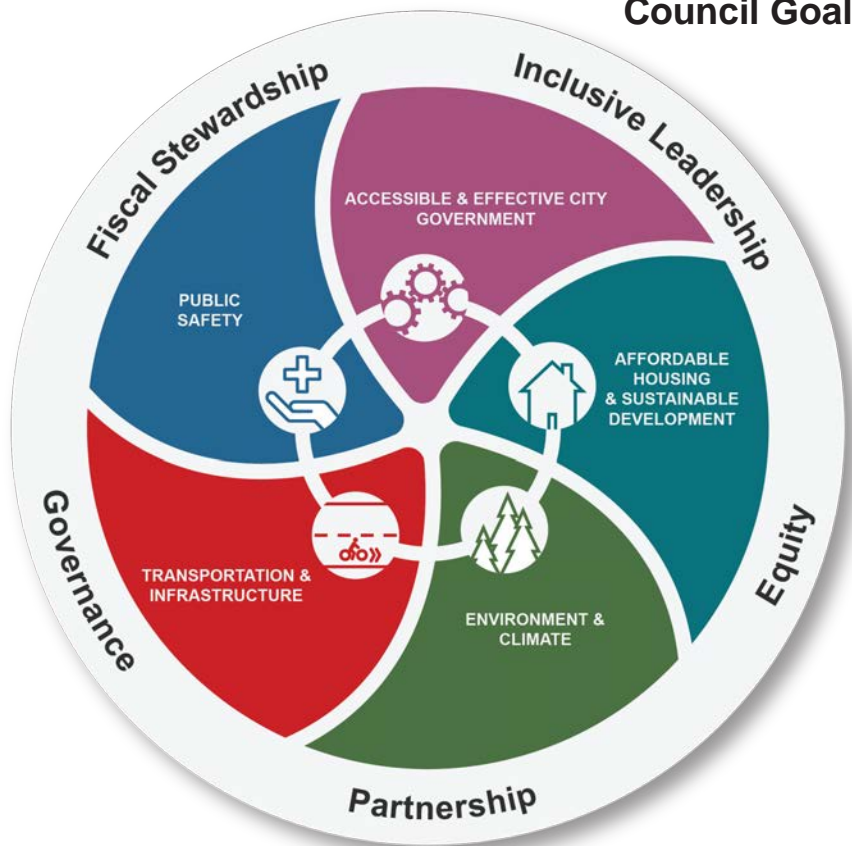 Council Goal
Fiscal Stewardship
Inclusive Leadership
ACCESSIBLE & EFFECTIVE CITY
GOVERNMENT
PUBLIC
SAFETY
AFFORDABLE
HOUSING
& SUSTAINABLE
DEVELOPMENT
TRANSPORTATION &
INFRASTRUCTURE
ENVIRONMENT &
CLIMATE
Governance
Equity
Partnership